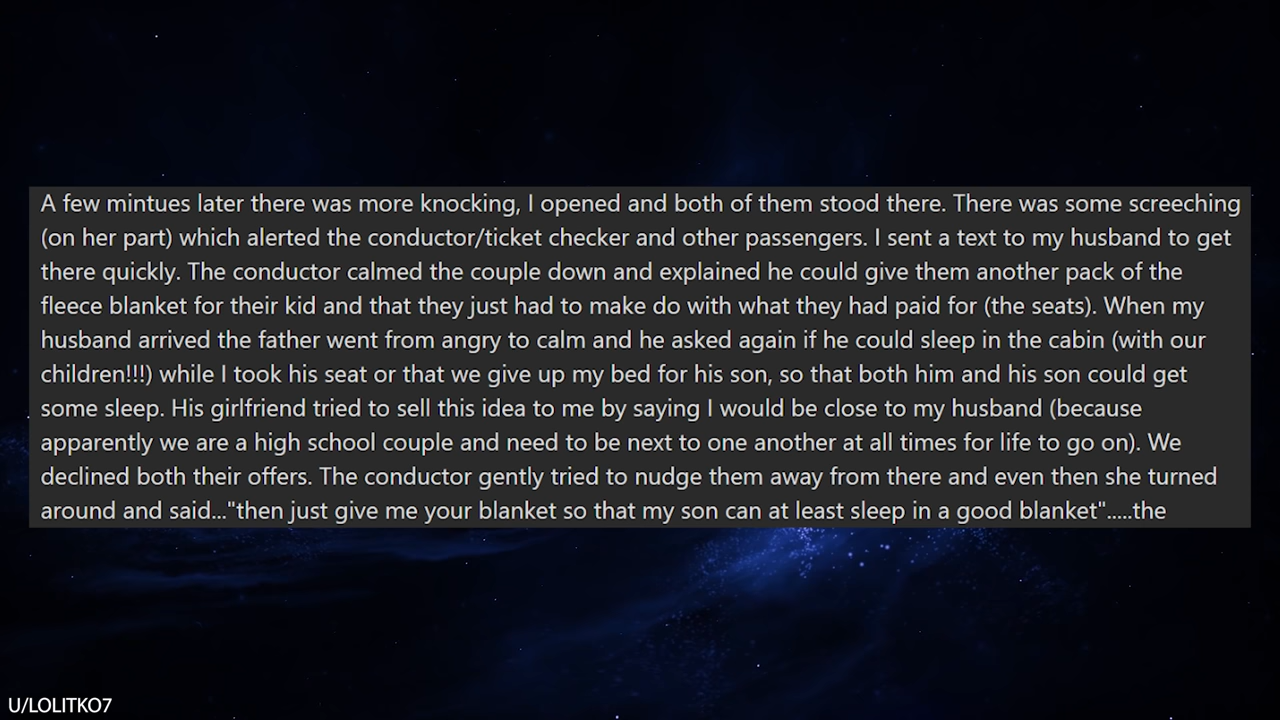 A few mintues later there was more knocking, I opened and both of them stood there. There was some screeching
(on her part) which alerted the conductor/ticket checker and other passengers. I sent a text to my husband to get
there quickly. The conductor calmed the couple down and explained he could give them another pack of the
fleece blanket for their kid and that they just had to make do with what they had paid for (the seats). When my
husband arrived the father went from angry to calm and he asked again if he could sleep in the cabin (with our
children!!!) while I took his seat or that we give up my bed for his son, so that both him and his son could get
some sleep. His girlfriend tried to sell this idea to me by saying I would be close to my husband (because
apparently we are a high school couple and need to be next to one another at all times for life to go on). We
declined both their offers. The conductor gently tried to nudge them away from there and even then she turned
around and said..."then just give me your blanket so that my son can at least sleep in a good blanket".....the
U/LOLITKO7